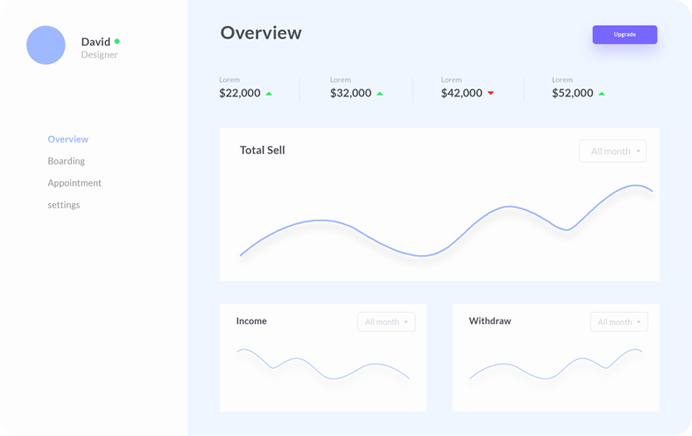 David
Designer
Overview
Boarding
Appointment
settings
Overview
Upgrade
Lorem
$22,000
Lorem
$32,000
Lorem
$42,000
Lorem
$52,000
Total Sell
All month
Income
All month
Withdraw
All month